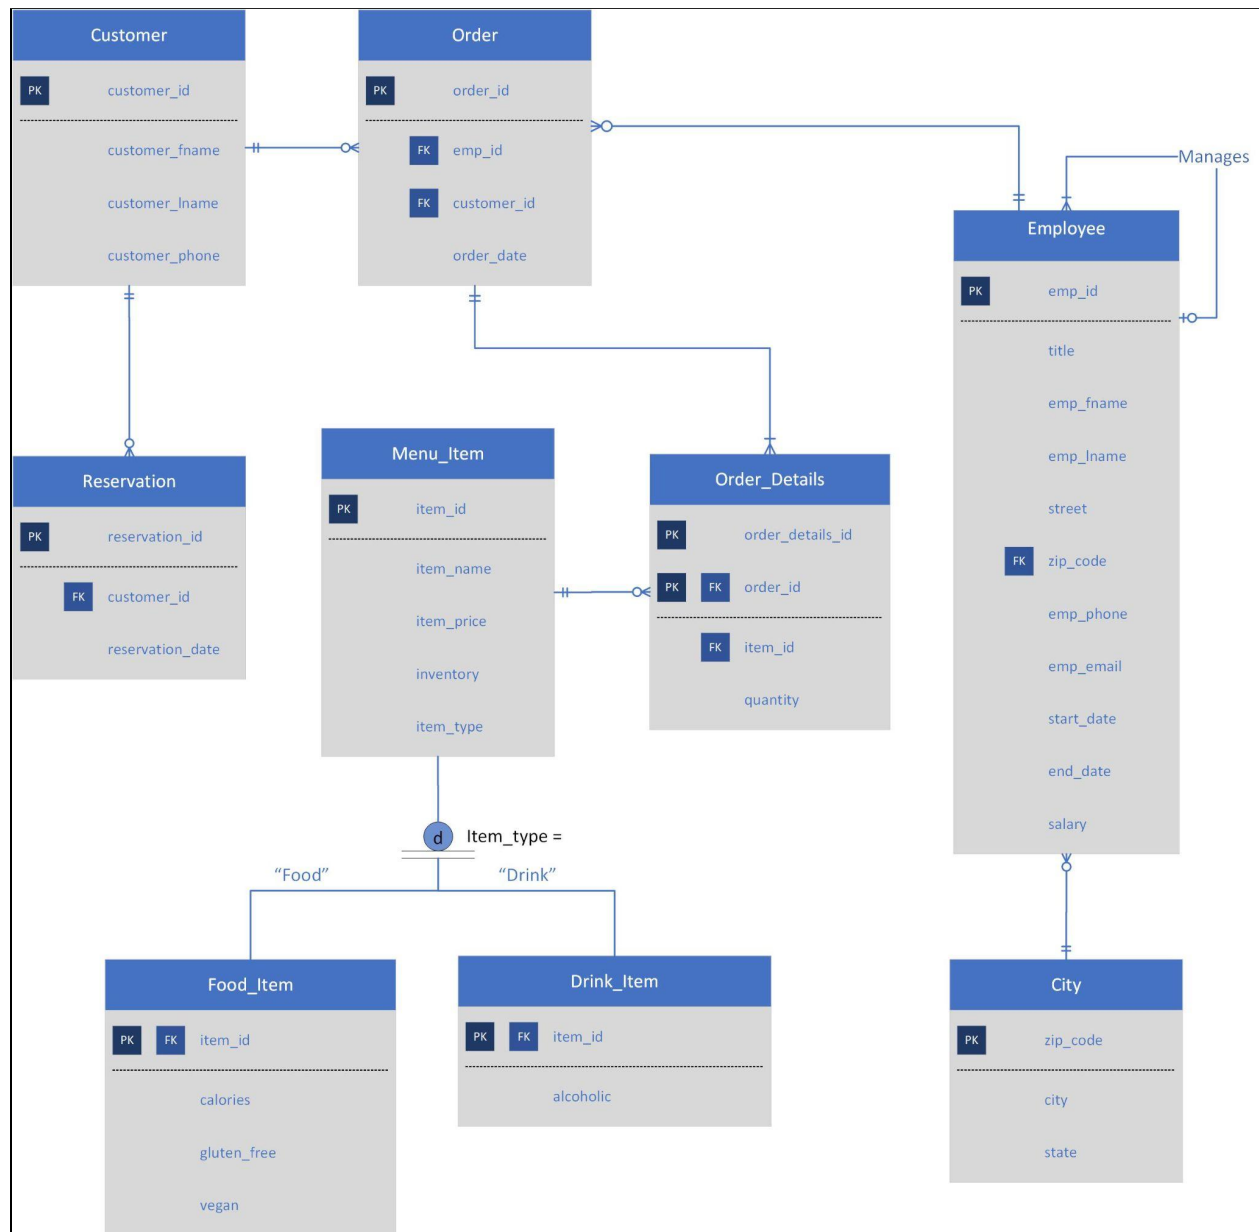 Customer
PK customer_id
customer_fname
customer_lname
customer_phone
Order
PK order_id
FK emp_id
FK customer_id
order_date
Manages
Employee
PK emp_id
title
emp_fname
emp_lname
street
FK zip_code
emp_phone
emp_email
start_date
end_date
salary
Reservation
PK reservation_id
FK customer_id
reservation_date
Menu_Item
PK item_id
item_name
item_price
inventory
item_type
Order_Details
PK order_details_id
PK FK order_id
FK item_id
quantity
d Item_type =
“Food” “Drink”
Food_Item
PK FK item_id
calories
gluten_free
vegan
Drink_Item
PK FK item_id
alcoholic
City
PK zip_code
city
state